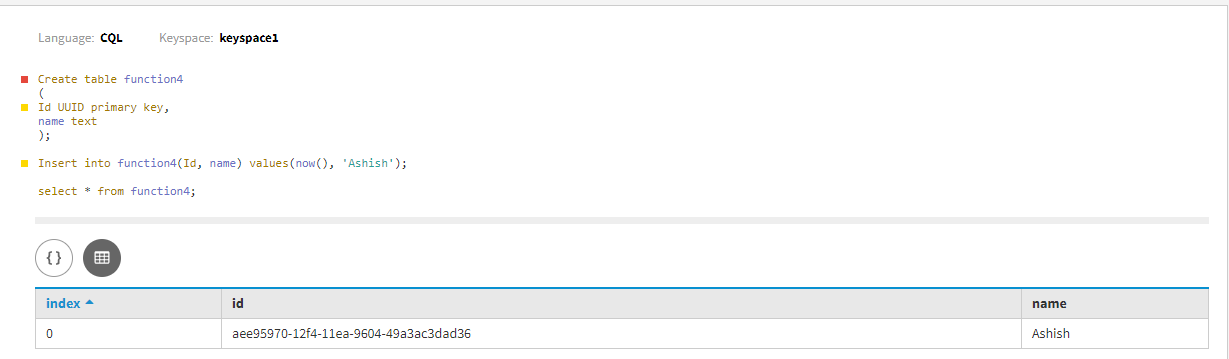 Language: CQL Keyspace: keyspace1
Create table function4
(
Id UUID primary key,
name text
);
Insert into function4(Id, name) values(now(), 'Ashish');
select * from function4;
{}
index id name
0 aee95970-12f4-11ea-9604-49a3ac3dad36 Ashish